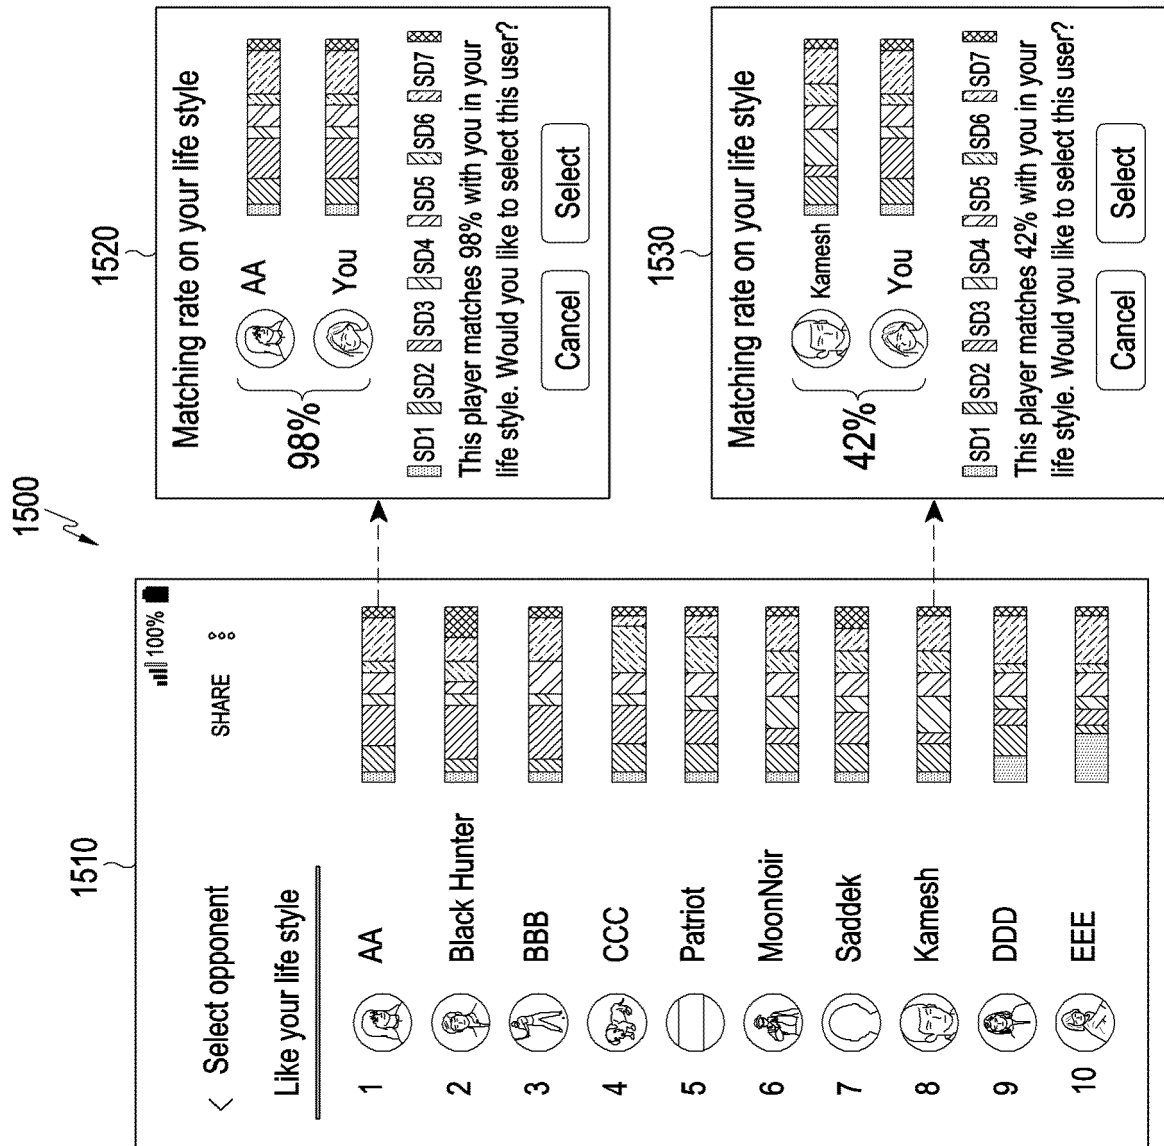 1500
1510
100%
< Select opponent
SHARE
Like your life style
1 AA
2 Black Hunter
3 BBB
4 CCC
5 Patriot
6 MoonNoir
7 Saddek
8 Kamesh
9 DDD
10 EEE
1520
Matching rate on your life style
98%
AA
You
SD1 SD2 SD3 SD4 SD5 SD6 SD7
This player matches 98% with you in your
life style. Would you like to select this user?
Cancel Select
1530
Matching rate on your life style
42%
Kamesh
You
SD1 SD2 SD3 SD4 SD5 SD6 SD7
This player matches 42% with you in your
life style. Would you like to select this user?
Cancel Select